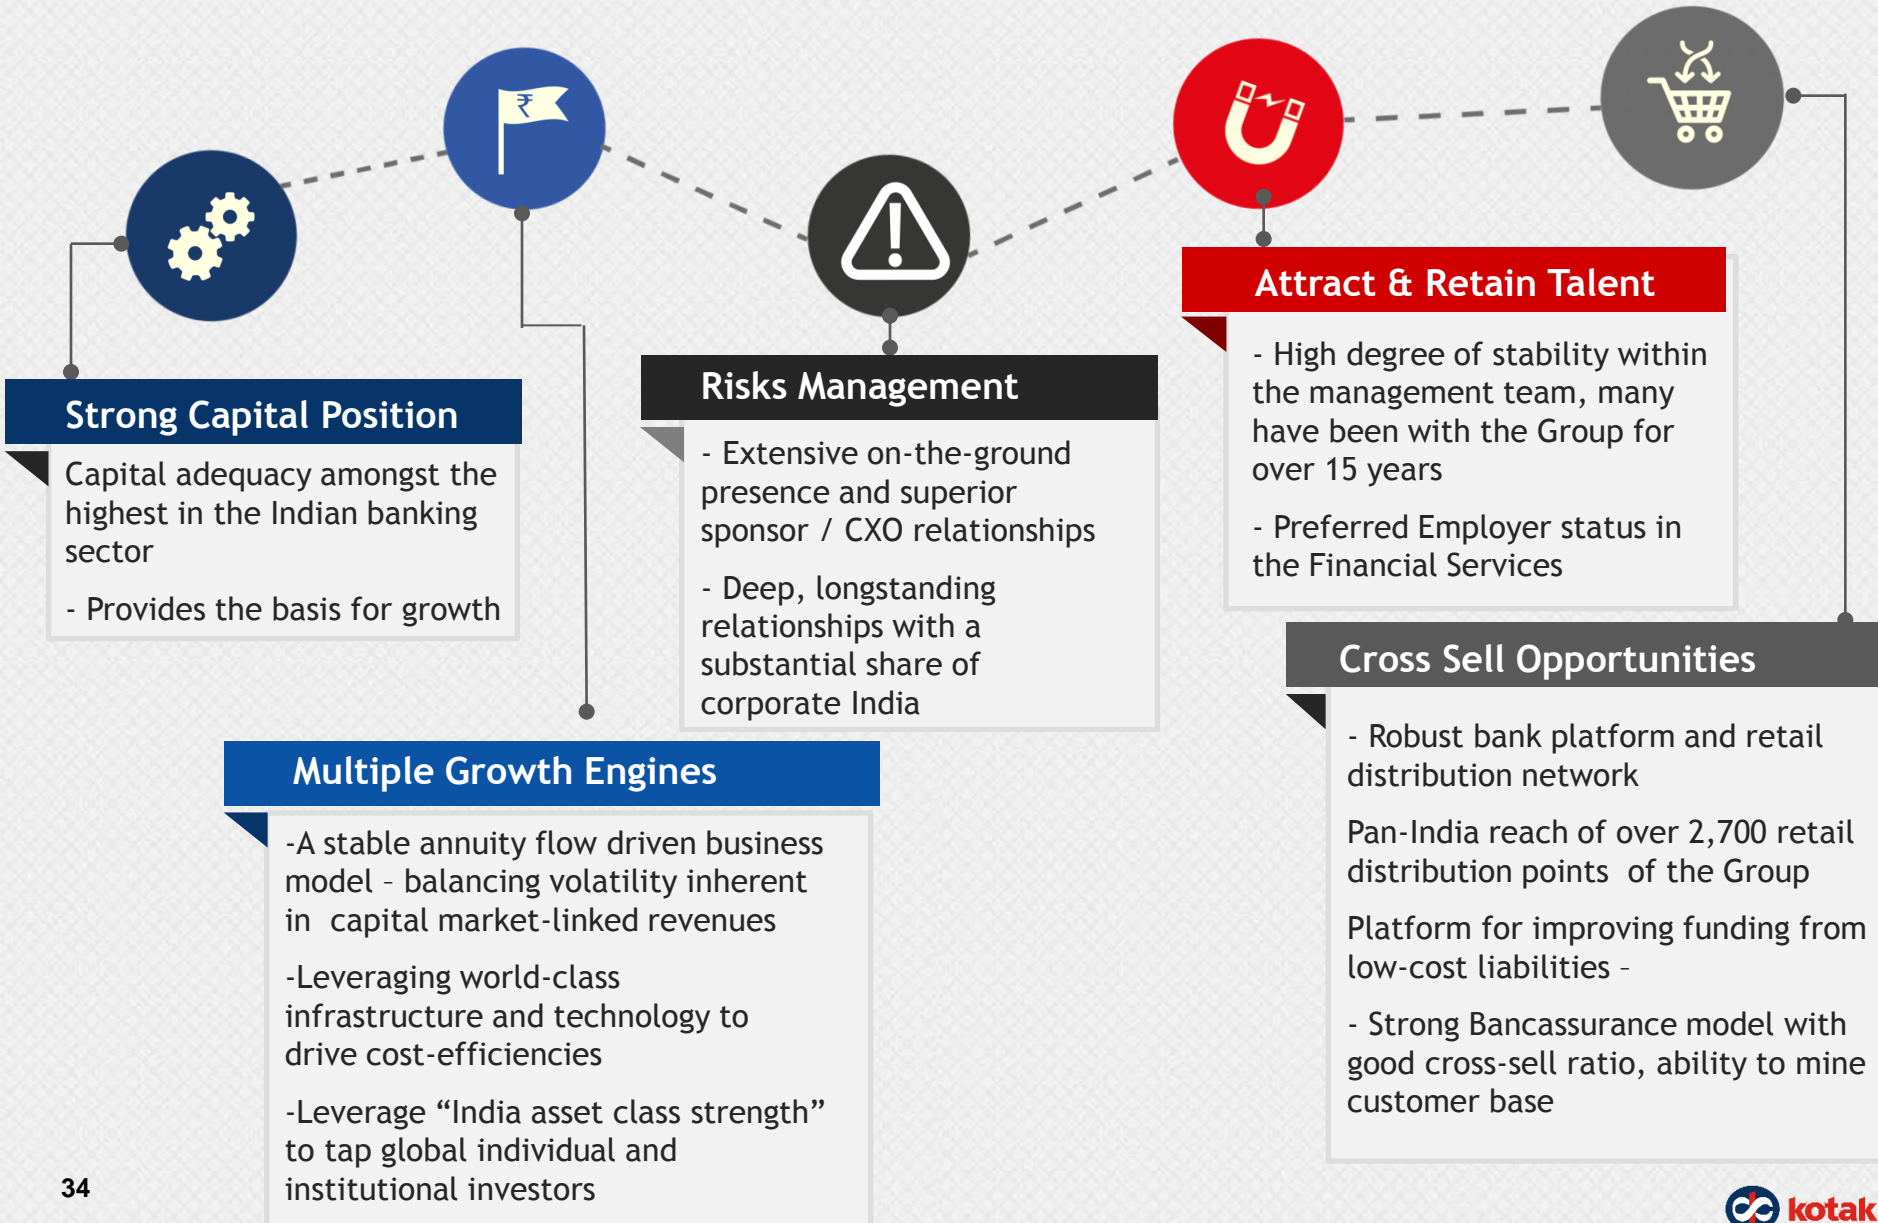 ₹
Strong Capital Position
Capital adequacy amongst the
highest in the Indian banking
sector
- Provides the basis for growth
Multiple Growth Engines
-A stable annuity flow driven business
model – balancing volatility inherent
in  capital market-linked revenues
-Leveraging world-class
infrastructure and technology to
drive cost-efficiencies
-Leverage “India asset class strength”
to tap global individual and
institutional investors
Risks Management
- Extensive on-the-ground
presence and superior
sponsor / CXO relationships
- Deep, longstanding
relationships with a
substantial share of
corporate India
Attract & Retain Talent
- High degree of stability within
the management team, many
have been with the Group for
over 15 years
- Preferred Employer status in
the Financial Services
Cross Sell Opportunities
- Robust bank platform and retail
distribution network
Pan-India reach of over 2,700 retail
distribution points  of the Group
Platform for improving funding from
low-cost liabilities –
- Strong Bancassurance model with
good cross-sell ratio, ability to mine
customer base
34
kotak